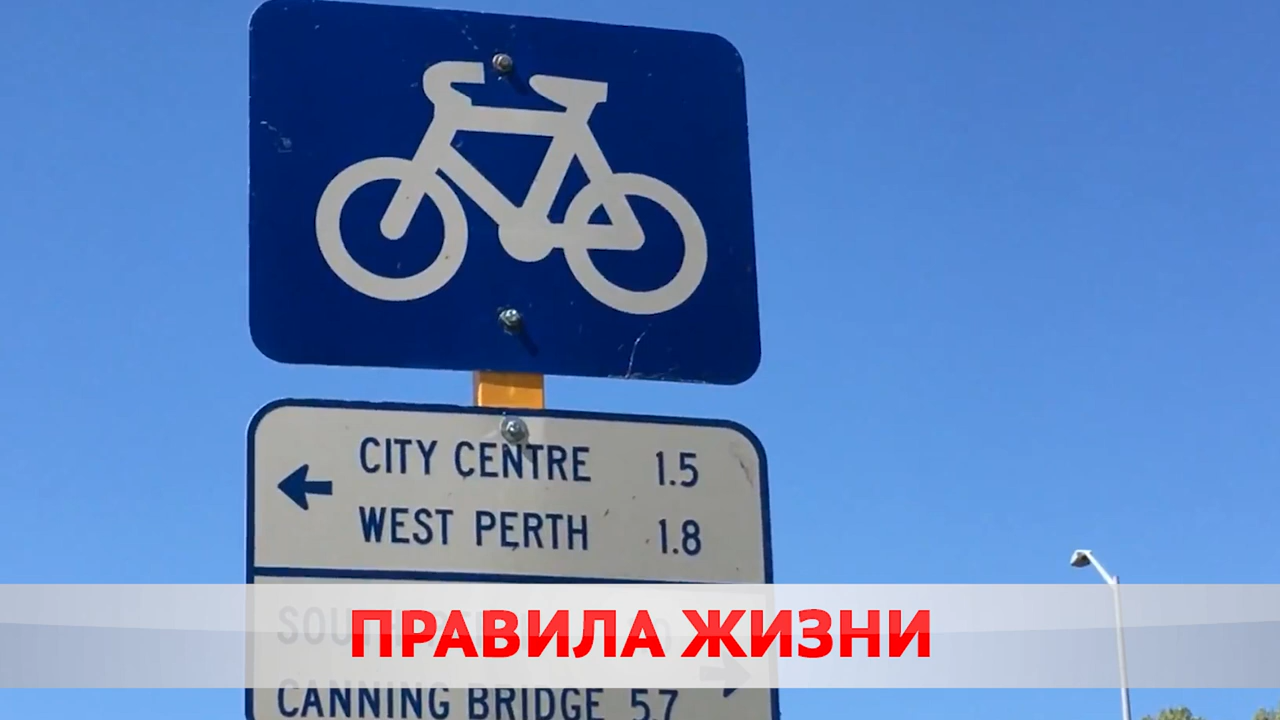 CITY CENTRE 1.5
WEST PERTH 1.8
ПРАВИЛА ЖИЗНИ
CANNING BRIDGE 5.7